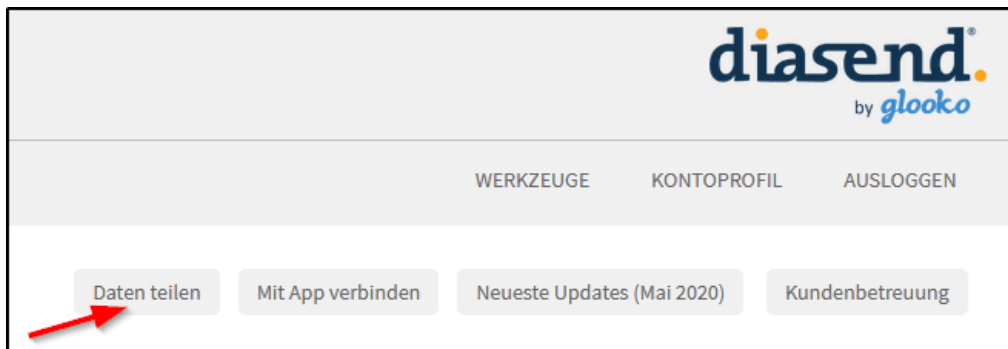 diasend®
by glooko
WERKZEUGE KONTOPROFIL AUSLOGGEN
Daten teilen Mit App verbinden Neueste Updates (Mai 2020) Kundenbetreuung